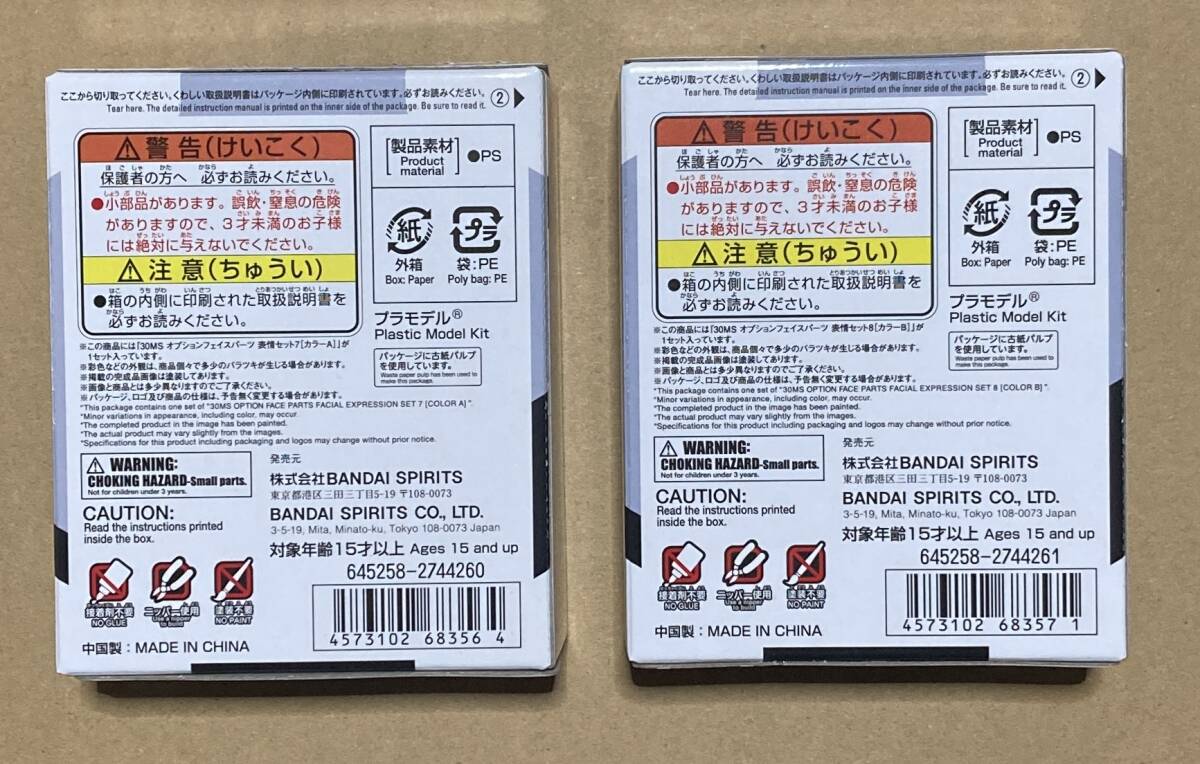 ここから切り取ってください。くわしい取扱説明書はパッケージ内側に印刷されています。必ずお読みください。
Tear here. The detailed instruction manual is printed on the inner side of the package. Be sure to read it. ②▶
⚠警告(けいこく)
保護者の方へ 必ずお読みください。
●小部品があります。誤飲・窒息の危険
がありますので、3才未満のお子様
には絶対に与えないでください。
⚠注意(ちゅうい)
●箱の内側に印刷された取扱説明書を
必ずお読みください。
[製品素材]
Product
material
●PS
紙
外箱
Box: Paper
プラ
袋:PE
Poly bag: PE
プラモデル®
Plastic Model Kit
パッケージに古紙パルプ
を使用しています。
Waste paper pulp has been used to
make this package.
※この商品には「30MS オプションフェイスパーツ 表情セット7[カラーA]」が
1セット入っています。
※彩色などの外観は、商品個々で多少のバラツキが生じる場合があります。
※掲載の完成品画像は塗装してあります。
※画像と商品とは多少異なりますのでご了承ください。
※パッケージ、ロゴ及び商品の仕様は、予告無く変更する場合があります。
*This package contains one set of "30MS OPTION FACE PARTS FACIAL EXPRESSION SET 7 [COLOR A]".
*Minor variations in appearance, including color, may occur.
*The completed product in the image has been painted.
*The actual product may vary slightly from the images.
*Specifications for this product including packaging and logos may change without prior notice.
⚠WARNING:
CHOKING HAZARD-Small parts.
Not for children under 3 years.
CAUTION:
Read the instructions printed
inside the box.
発売元
株式会社BANDAI SPIRITS
東京都港区三田三丁目5-19 〒108-0073
BANDAI SPIRITS CO., LTD.
3-5-19, Mita, Minato-ku, Tokyo 108-0073 Japan
対象年齢15才以上 Ages 15 and up
645258-2744260
接着剤不要
NO GLUE
ニッパー使用
Use a nipper
to build
塗装不要
NO PAINT
4573102 68356 4
中国製:MADE IN CHINA
ここから切り取ってください。くわしい取扱説明書はパッケージ内側に印刷されています。必ずお読みください。
Tear here. The detailed instruction manual is printed on the inner side of the package. Be sure to read it. ②▶
⚠警告(けいこく)
保護者の方へ 必ずお読みください。
●小部品があります。誤飲・窒息の危険
がありますので、3才未満のお子様
には絶対に与えないでください。
⚠注意(ちゅうい)
●箱の内側に印刷された取扱説明書を
必ずお読みください。
[製品素材]
Product
material
●PS
紙
外箱
Box: Paper
プラ
袋:PE
Poly bag: PE
プラモデル®
Plastic Model Kit
パッケージに古紙パルプ
を使用しています。
Waste paper pulp has been used to
make this package.
※この商品には「30MS オプションフェイスパーツ 表情セット8[カラーB]」が
1セット入っています。
※彩色などの外観は、商品個々で多少のバラツキが生じる場合があります。
※掲載の完成品画像は塗装してあります。
※画像と商品とは多少異なりますのでご了承ください。
※パッケージ、ロゴ及び商品の仕様は、予告無く変更する場合があります。
*This package contains one set of "30MS OPTION FACE PARTS FACIAL EXPRESSION SET 8 [COLOR B]".
*Minor variations in appearance, including color, may occur.
*The completed product in the image has been painted.
*The actual product may vary slightly from the images.
*Specifications for this product including packaging and logos may change without prior notice.
⚠WARNING:
CHOKING HAZARD-Small parts.
Not for children under 3 years.
CAUTION:
Read the instructions printed
inside the box.
発売元
株式会社BANDAI SPIRITS
東京都港区三田三丁目5-19 〒108-0073
BANDAI SPIRITS CO., LTD.
3-5-19, Mita, Minato-ku, Tokyo 108-0073 Japan
対象年齢15才以上 Ages 15 and up
645258-2744261
接着剤不要
NO GLUE
ニッパー使用
Use a nipper
to build
塗装不要
NO PAINT
4573102 68357 1
中国製:MADE IN CHINA